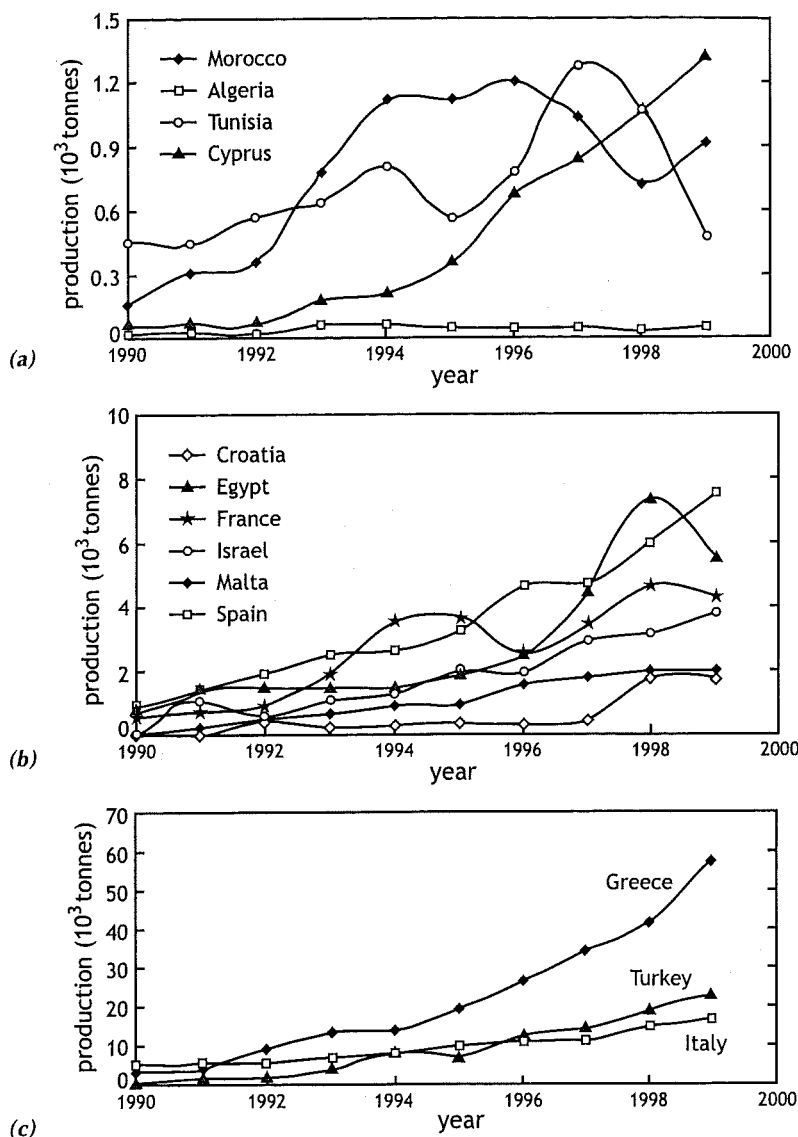 1.5
1.2
0.9
0.6
0.3
0
production (10³ tonnes)
Morocco
Algeria
Tunisia
Cyprus
1990 1992 1994 1996 1998 2000
year
(a)
10
8
6
4
2
0
production (10³ tonnes)
Croatia
Egypt
France
Israel
Malta
Spain
1990 1992 1994 1996 1998 2000
year
(b)
70
60
50
40
30
20
10
0
production (10³ tonnes)
Greece
Turkey
Italy
1990 1992 1994 1996 1998 2000
year
(c)